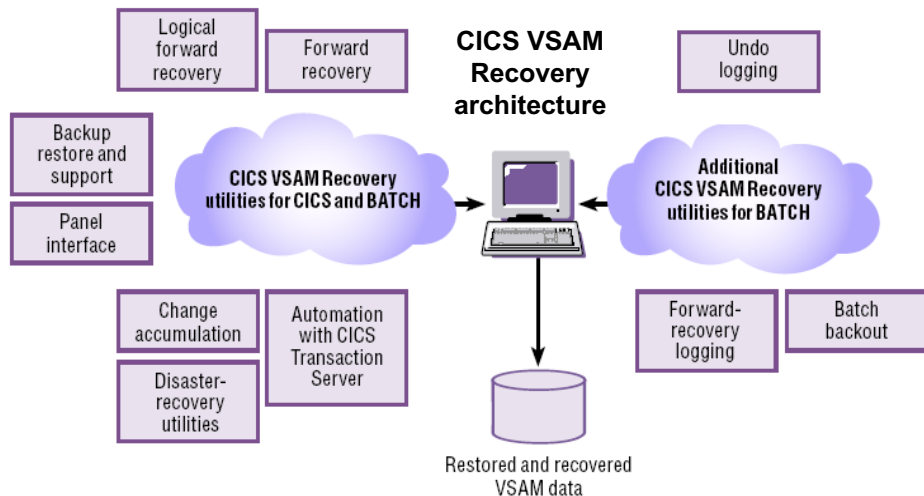 Logical
forward
recovery
Forward
recovery
CICS VSAM
Recovery
architecture
Undo
logging
Backup
restore and
support
Panel
interface
CICS VSAM Recovery
utilities for CICS and BATCH
Additional
CICS VSAM Recovery
utilities for BATCH
Change
accumulation
Automation
with CICS
Transaction
Server
Disaster-
recovery
utilities
Forward-
recovery
logging
Batch
backout
Restored and recovered
VSAM data